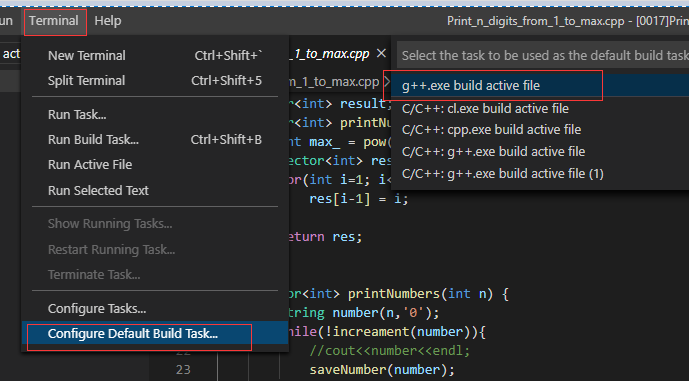 un Terminal Help Print_n_digits_from_1_to_max.cpp - [0017]Prin
act
New Terminal Ctrl+Shift+`
Split Terminal Ctrl+Shift+5
Run Task...
Run Build Task... Ctrl+Shift+B
Run Active File
Run Selected Text
Show Running Tasks...
Restart Running Task...
Terminate Task...
Configure Tasks...
Configure Default Build Task...
_1_to_max.cpp
_from_1_to_max.cpp >
Select the task to be used as the default build task
g++.exe build active file
C/C++: cl.exe build active file
C/C++: cpp.exe build active file
C/C++: g++.exe build active file
C/C++: g++.exe build active file (1)
r<int> result;
r<int> printNum
nt max_ = pow(
ector<int> res
or(int i=1; i<
res[i-1] = i;
eturn res;
or<int> printNumbers(int n) {
tring number(n,'0');
hile(!increament(number)){
22 //cout<<number<<endl;
23 saveNumber(number);